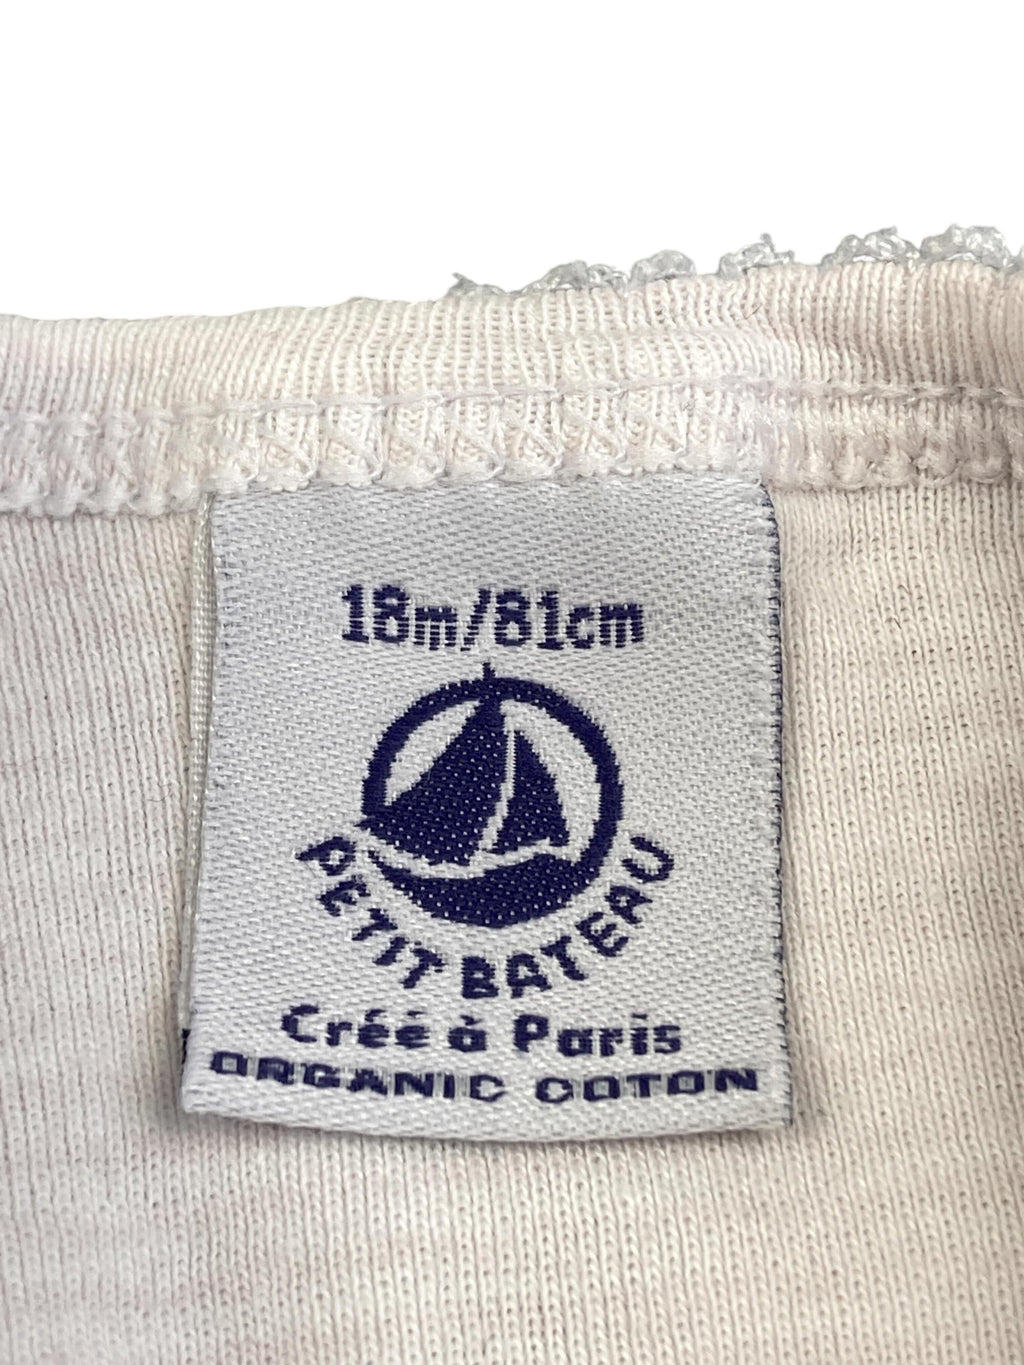 18m/81cm
PETIT BATEAU
Créé à Paris
ORGANIC COTON